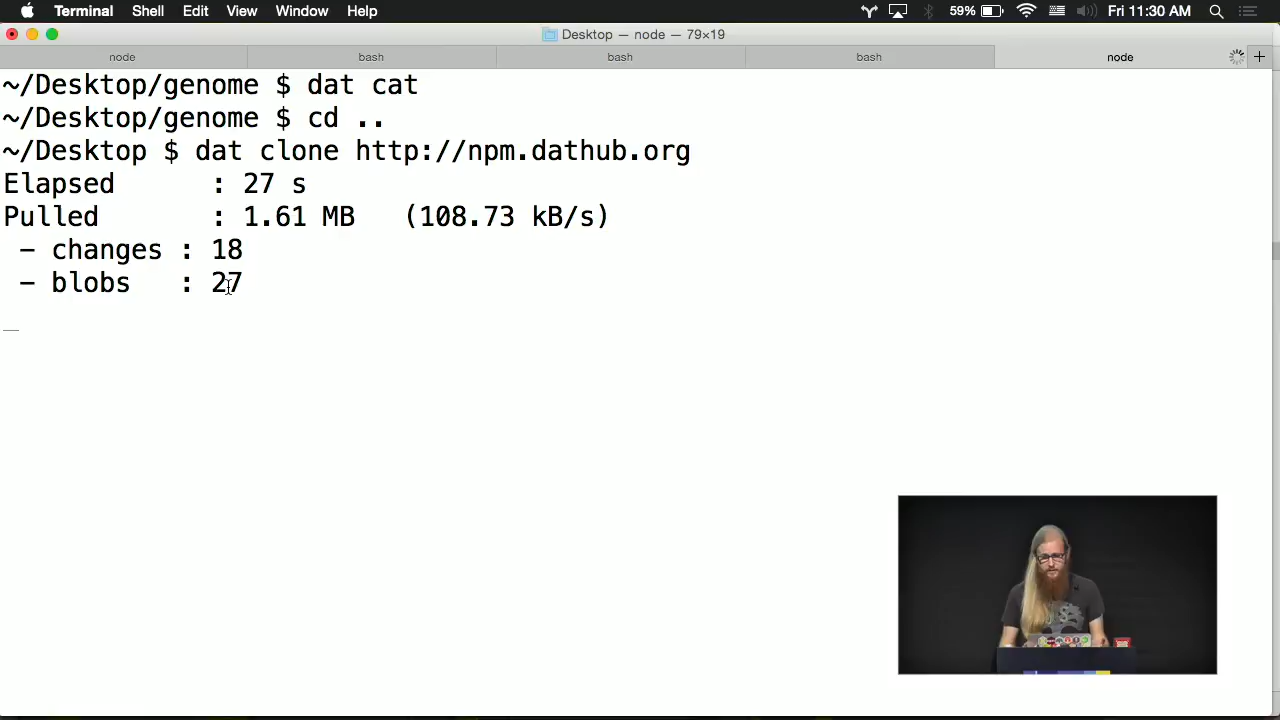 Terminal Shell Edit View Window Help 59% Fri 11:30 AM
Desktop — node — 79×19
node bash bash bash node +
~/Desktop/genome $ dat cat
~/Desktop/genome $ cd ..
~/Desktop $ dat clone http://npm.dathub.org
Elapsed : 27 s
Pulled : 1.61 MB (108.73 kB/s)
– changes : 18
– blobs : 27